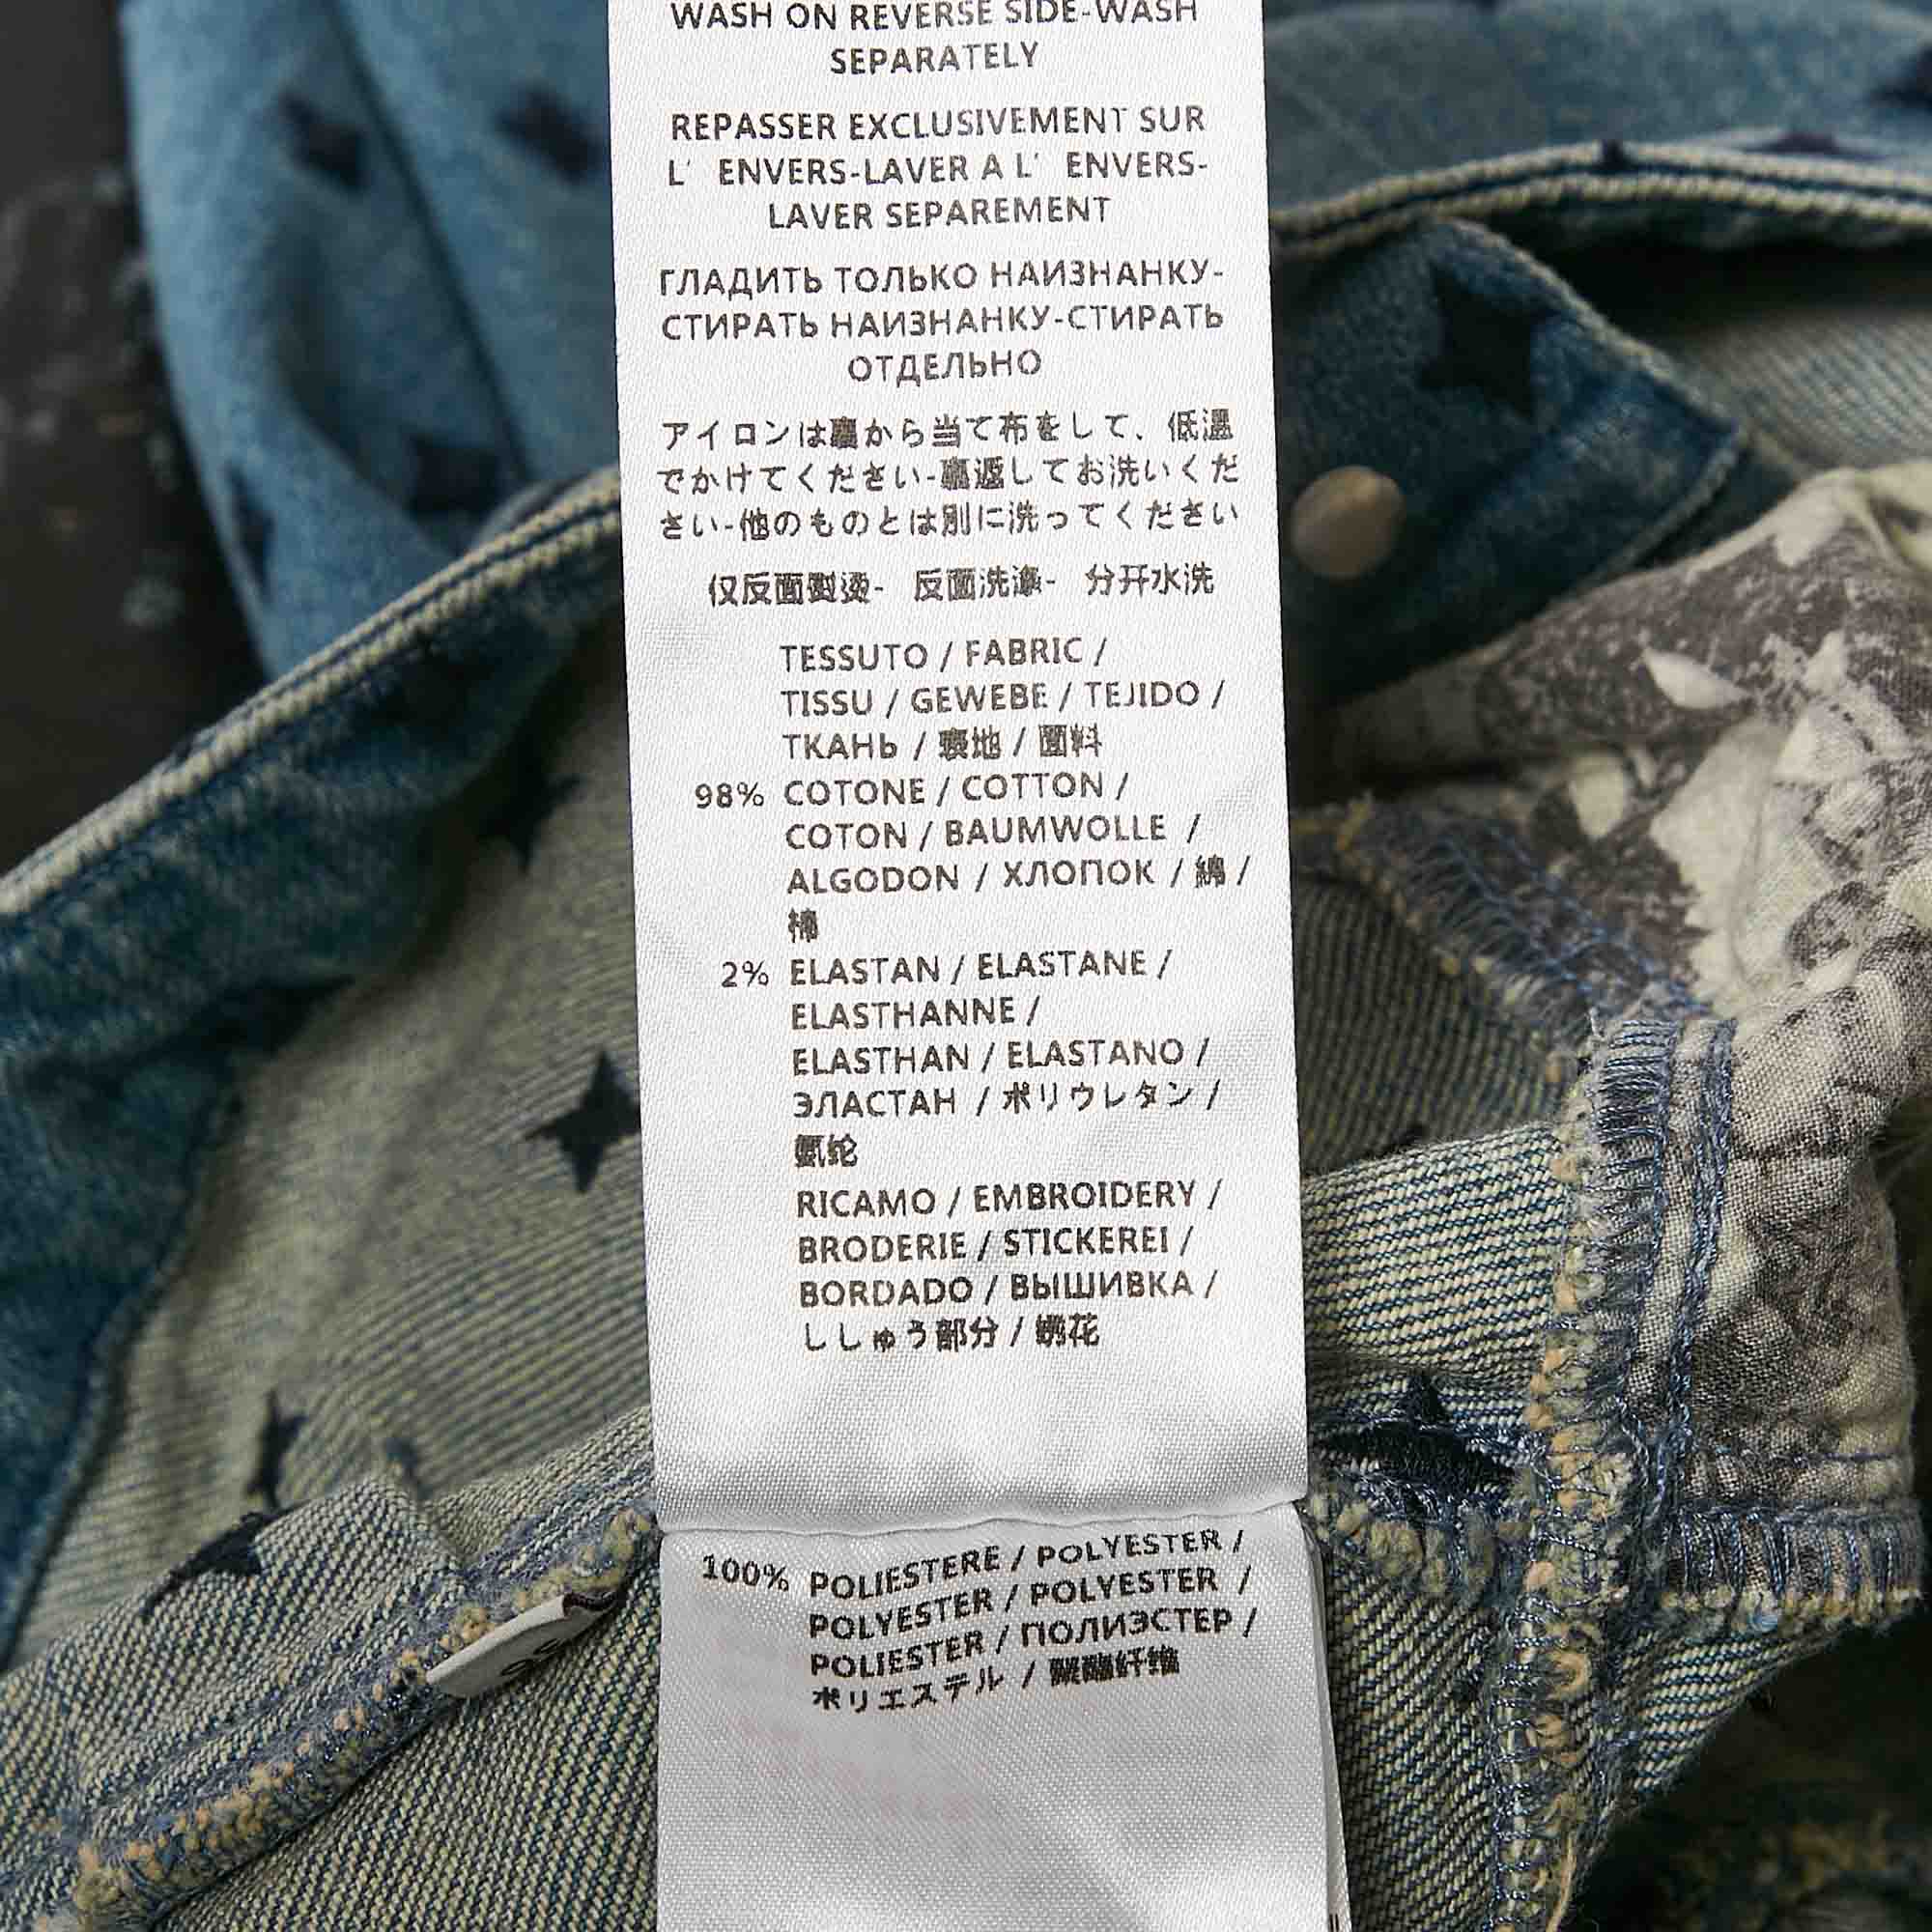 WASH ON REVERSE SIDE-WASH
SEPARATELY
REPASSER EXCLUSIVEMENT SUR
L' ENVERS-LAVER A L' ENVERS-
LAVER SEPAREMENT
ГЛАДИТЬ ТОЛЬКО НАИЗНАНКУ-
СТИРАТЬ НАИЗНАНКУ-СТИРАТЬ
ОТДЕЛЬНО
アイロンは裏から当て布をして、低温
でかけてください-裏返してお洗いくだ
さい-他のものとは別に洗ってください
仅反面熨烫- 反面洗涤- 分开水洗
TESSUTO / FABRIC /
TISSU / GEWEBE / TEJIDO /
ТКАНЬ / 表地 / 面料
98% COTONE / COTTON /
COTON / BAUMWOLLE /
ALGODON / ХЛОПОК / 綿 /
棉
2% ELASTAN / ELASTANE /
ELASTHANNE /
ELASTHAN / ELASTANO /
ЭЛАСТАН / ポリウレタン /
氨纶
RICAMO / EMBROIDERY /
BRODERIE / STICKEREI /
BORDADO / ВЫШИВКА /
ししゅう部分 / 绣花
100% POLIESTERE / POLYESTER /
POLYESTER / POLYESTER /
POLIESTER / ПОЛИЭСТЕР /
ポリエステル / 聚酯纤维